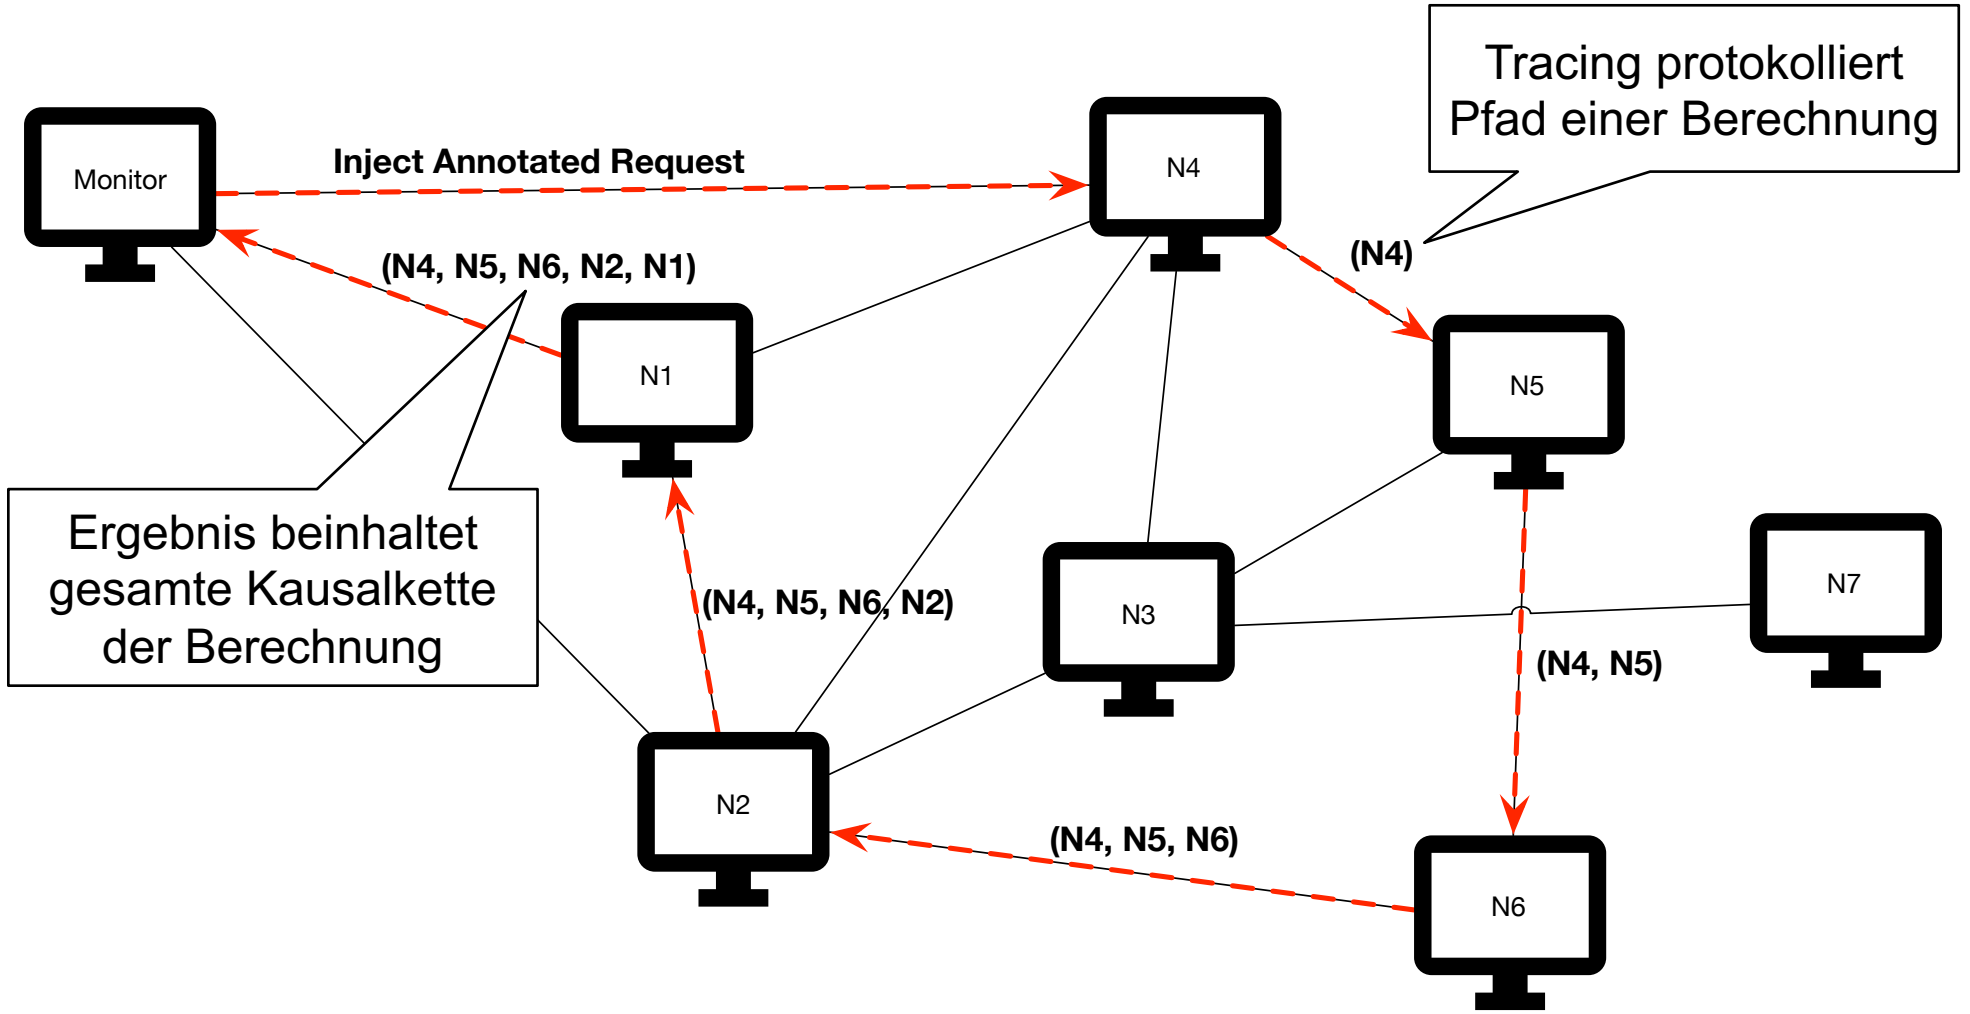 Tracing protokolliert
Pfad einer Berechnung
Monitor
Inject Annotated Request
N4
(N4)
(N4, N5, N6, N2, N1)
N1
N5
Ergebnis beinhaltet
gesamte Kausalkette
der Berechnung
(N4, N5, N6, N2)
N3
N7
(N4, N5)
N2
(N4, N5, N6)
N6